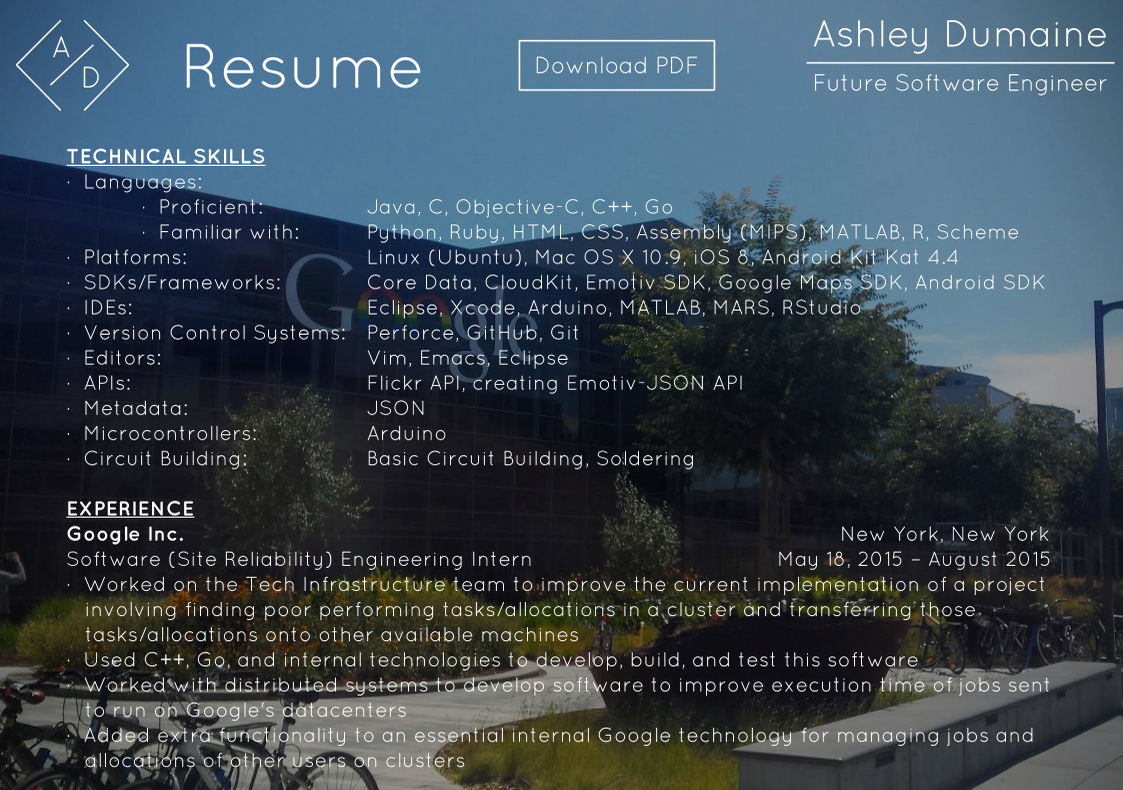 A
D
Resume
Download PDF
Ashley Dumaine
Future Software Engineer
TECHNICAL SKILLS
· Languages:
· Proficient: Java, C, Objective-C, C++, Go
· Familiar with: Python, Ruby, HTML, CSS, Assembly (MIPS), MATLAB, R, Scheme
· Platforms: Linux (Ubuntu), Mac OS X 10.9, iOS 8, Android Kit Kat 4.4
· SDKs/Frameworks: Core Data, CloudKit, Emotiv SDK, Google Maps SDK, Android SDK
· IDEs: Eclipse, Xcode, Arduino, MATLAB, MARS, RStudio
· Version Control Systems: Perforce, GitHub, Git
· Editors: Vim, Emacs, Eclipse
· APIs: Flickr API, creating Emotiv-JSON API
· Metadata: JSON
· Microcontrollers: Arduino
· Circuit Building: Basic Circuit Building, Soldering
Google
EXPERIENCE
Google Inc. New York, New York
Software (Site Reliability) Engineering Intern May 18, 2015 – August 2015
· Worked on the Tech Infrastructure team to improve the current implementation of a project
involving finding poor performing tasks/allocations in a cluster and transferring those
tasks/allocations onto other available machines
· Used C++, Go, and internal technologies to develop, build, and test this software
· Worked with distributed systems to develop software to improve execution time of jobs sent
to run on Google's datacenters
· Added extra functionality to an essential internal Google technology for managing jobs and
allocations of other users on clusters